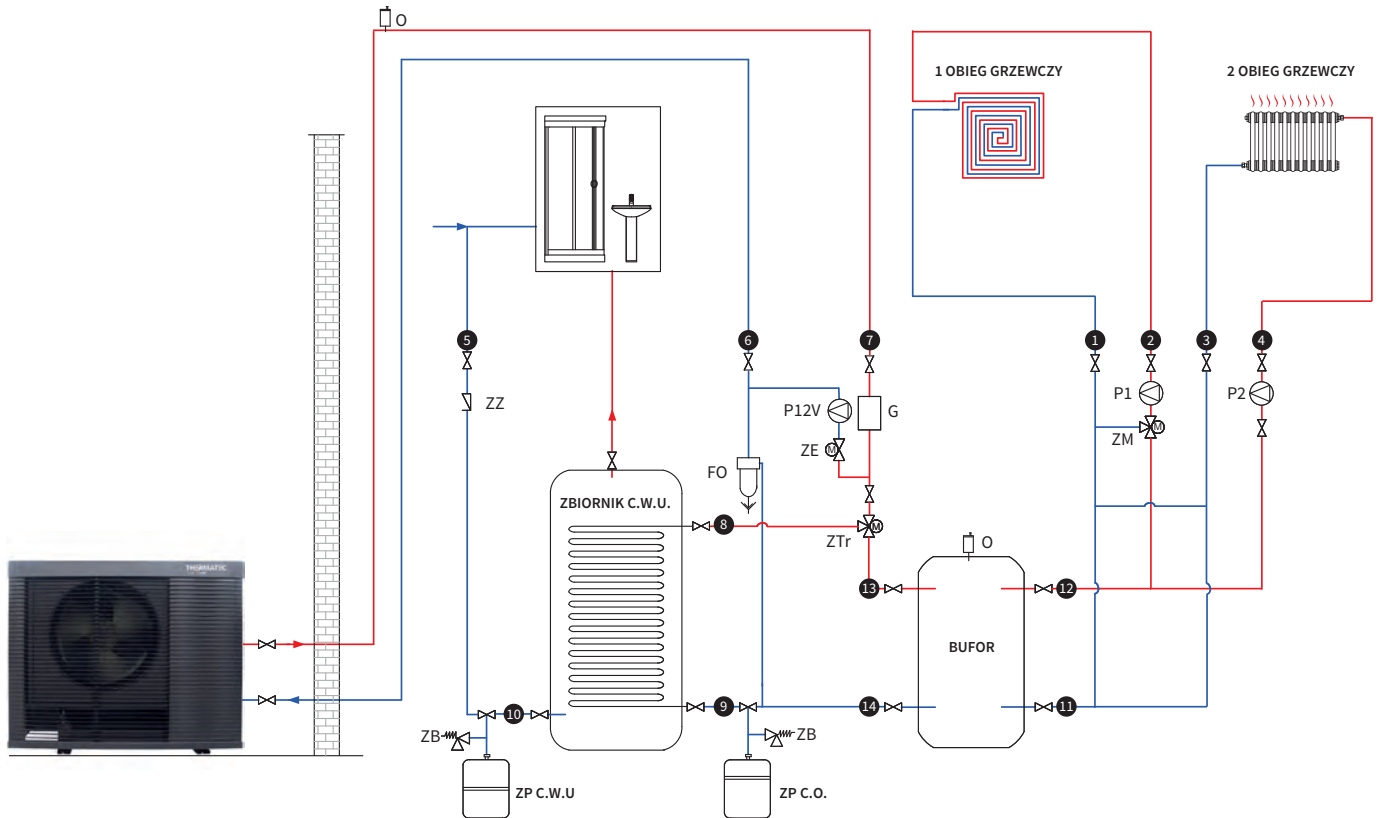 O
1 OBIEG GRZEWCZY
2 OBIEG GRZEWCZY
5
6
7
1
2
3
4
ZZ
P12V
G
P1
P2
ZE
M
ZM
M
FO
ZBIORNIK C.W.U.
8
M
ZTr
O
THERMATIC
13
12
BUFOR
10
9
14
11
ZB
ZB
ZP C.W.U
ZP C.O.